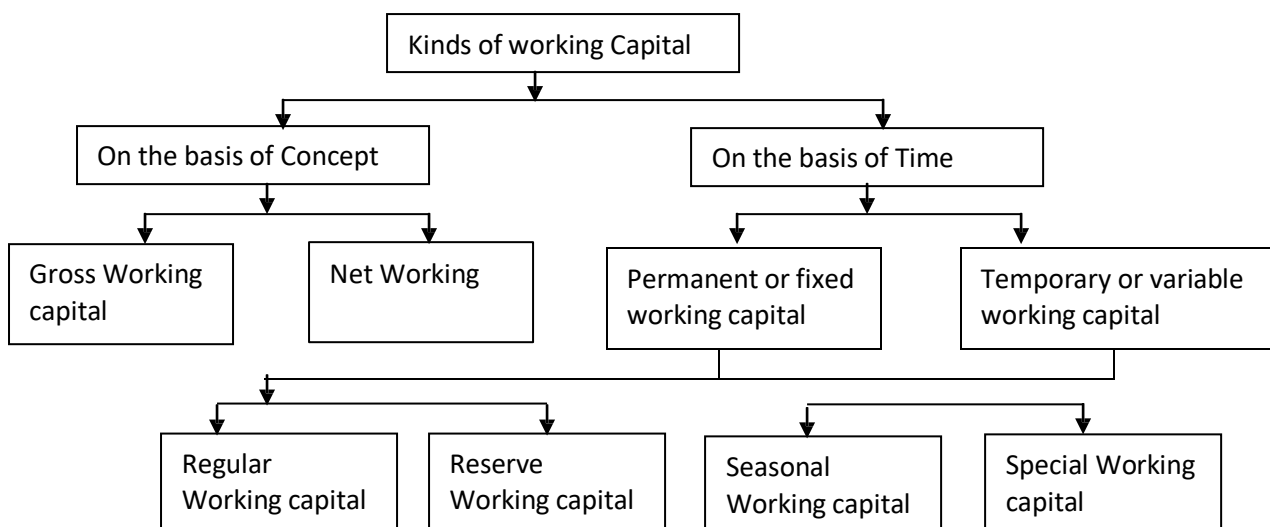 Kinds of working Capital
On the basis of Concept
On the basis of Time
Gross Working
capital
Net Working
Permanent or fixed
working capital
Temporary or variable
working capital
Regular
Working capital
Reserve
Working capital
Seasonal
Working capital
Special Working
capital